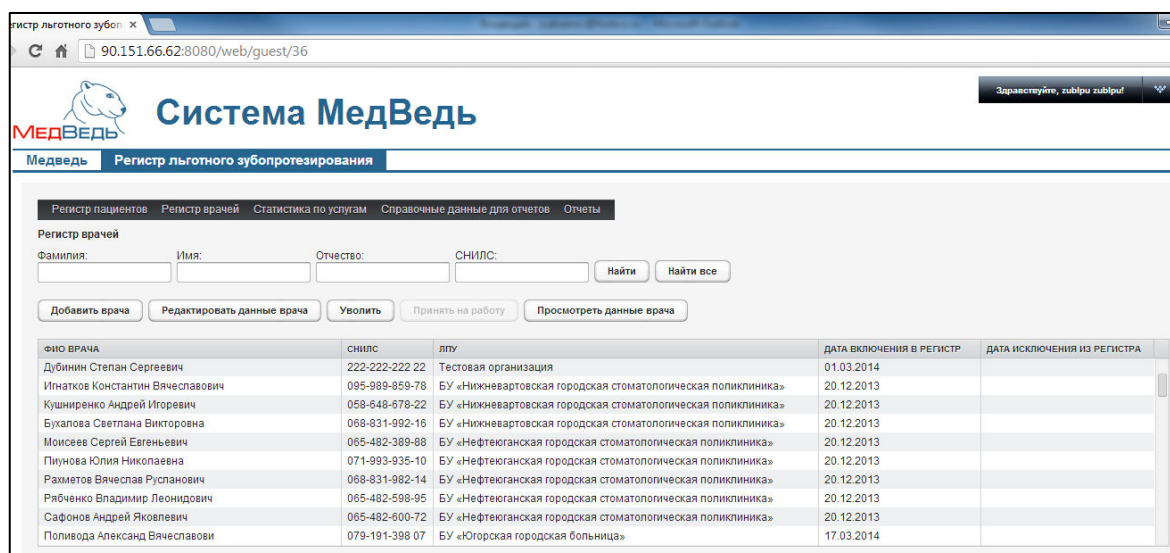 егистр льготного зубоп ×
90.151.66.62:8080/web/guest/36
МЕДВЕДЬ
Система МедВедь
Здравствуйте, zublpu zublpu!
Медведь Регистр льготного зубопротезирования
Регистр пациентов Регистр врачей Статистика по услугам Справочные данные для отчетов Отчеты
Регистр врачей
Фамилия: Имя: Отчество: СНИЛС:
Найти Найти все
Добавить врача Редактировать данные врача Уволить Принять на работу Просмотреть данные врача
ФИО ВРАЧА СНИЛС ЛПУ ДАТА ВКЛЮЧЕНИЯ В РЕГИСТР ДАТА ИСКЛЮЧЕНИЯ ИЗ РЕГИСТРА
Дубинин Степан Сергеевич 222-222-222 22 Тестовая организация 01.03.2014
Игнатков Константин Вячеславович 095-989-859-78 БУ «Нижневартовская городская стоматологическая поликлиника» 20.12.2013
Кушниренко Андрей Игоревич 058-648-678-22 БУ «Нижневартовская городская стоматологическая поликлиника» 20.12.2013
Бухалова Светлана Викторовна 068-831-992-16 БУ «Нижневартовская городская стоматологическая поликлиника» 20.12.2013
Моисеев Сергей Евгеньевич 065-482-389-88 БУ «Нефтеюганская городская стоматологическая поликлиника» 20.12.2013
Пиунова Юлия Николаевна 071-993-935-10 БУ «Нефтеюганская городская стоматологическая поликлиника» 20.12.2013
Рахметов Вячеслав Русланович 068-831-982-14 БУ «Нефтеюганская городская стоматологическая поликлиника» 20.12.2013
Рябченко Владимир Леонидович 065-482-598-95 БУ «Нефтеюганская городская стоматологическая поликлиника» 20.12.2013
Сафонов Андрей Яковлевич 065-482-600-72 БУ «Нефтеюганская городская стоматологическая поликлиника» 20.12.2013
Поливода Александ Вячеславови 079-191-398 07 БУ «Югорская городская больница» 17.03.2014